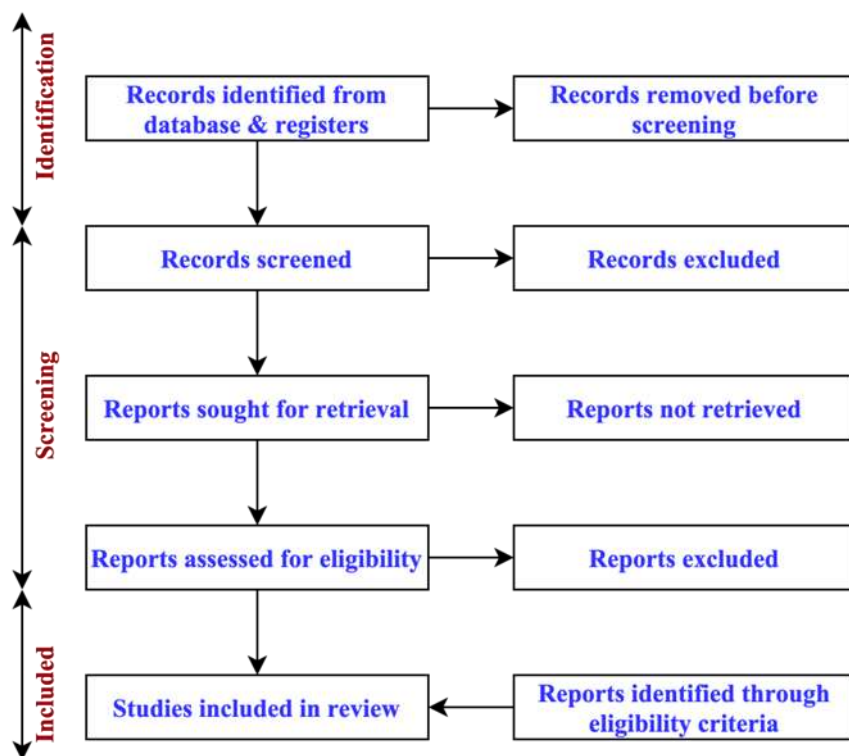 Identification
Records identified from
database & registers
Records removed before
screening
Screening
Records screened
Records excluded
Reports sought for retrieval
Reports not retrieved
Reports assessed for eligibility
Reports excluded
Included
Studies included in review
Reports identified through
eligibility criteria